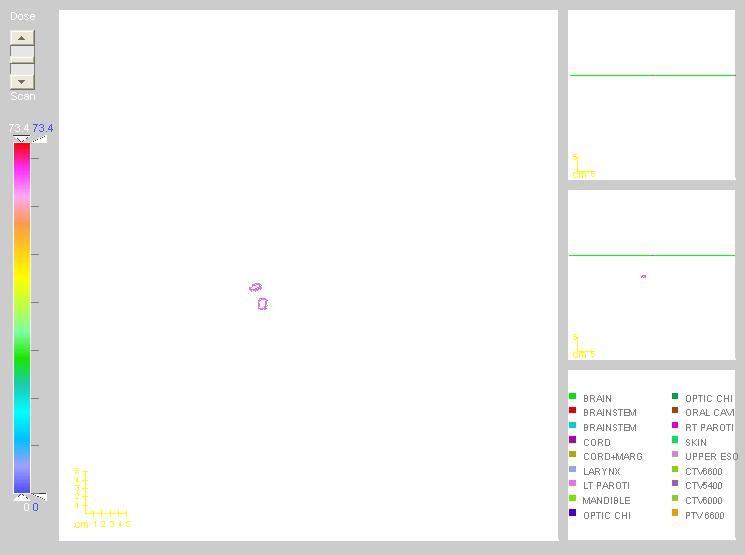 Dose
Scan
73.4 73.4
0 0
5
4
3
2
1
cm 1 2 3 4 5
5
cm 5
5
cm 5
BRAIN
BRAINSTEM
BRAINSTEM
CORD
CORD+MARG
LARYNX
LT PAROTI
MANDIBLE
OPTIC CHI
OPTIC CHI
ORAL CAVI
RT PAROTI
SKIN
UPPER ESO
CTV6600
CTV5400
CTV6000
PTV6600